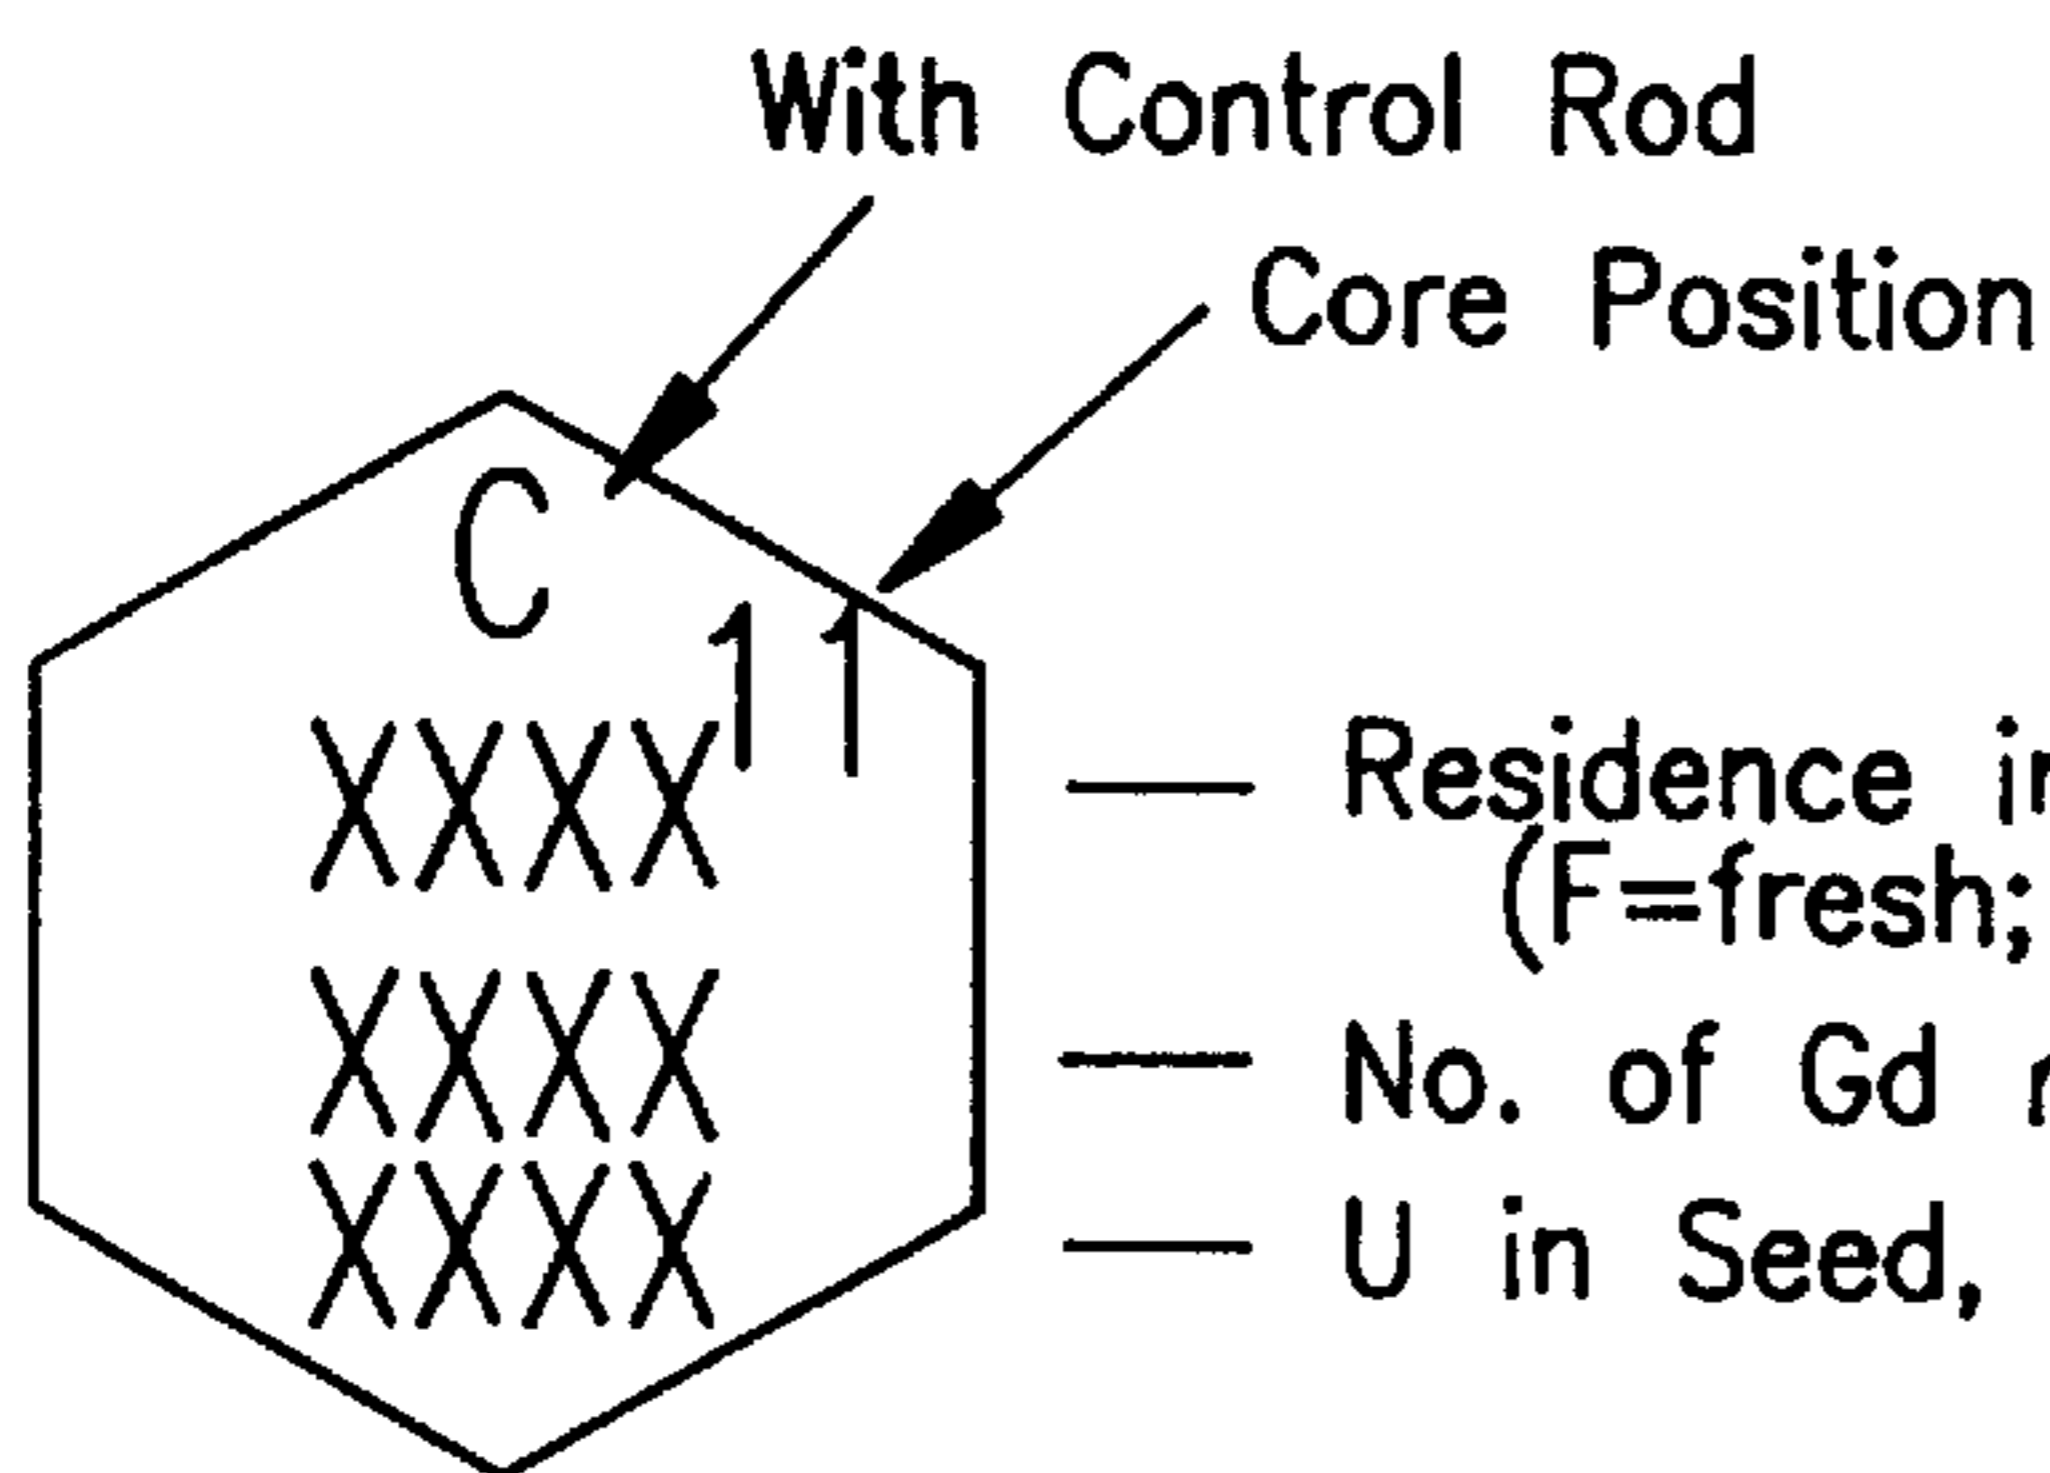 With Control Rod
Core Position
C
11
XXXX
Residence
(F=fresh;
XXXX
No. of Gd
XXXX
U in Seed,